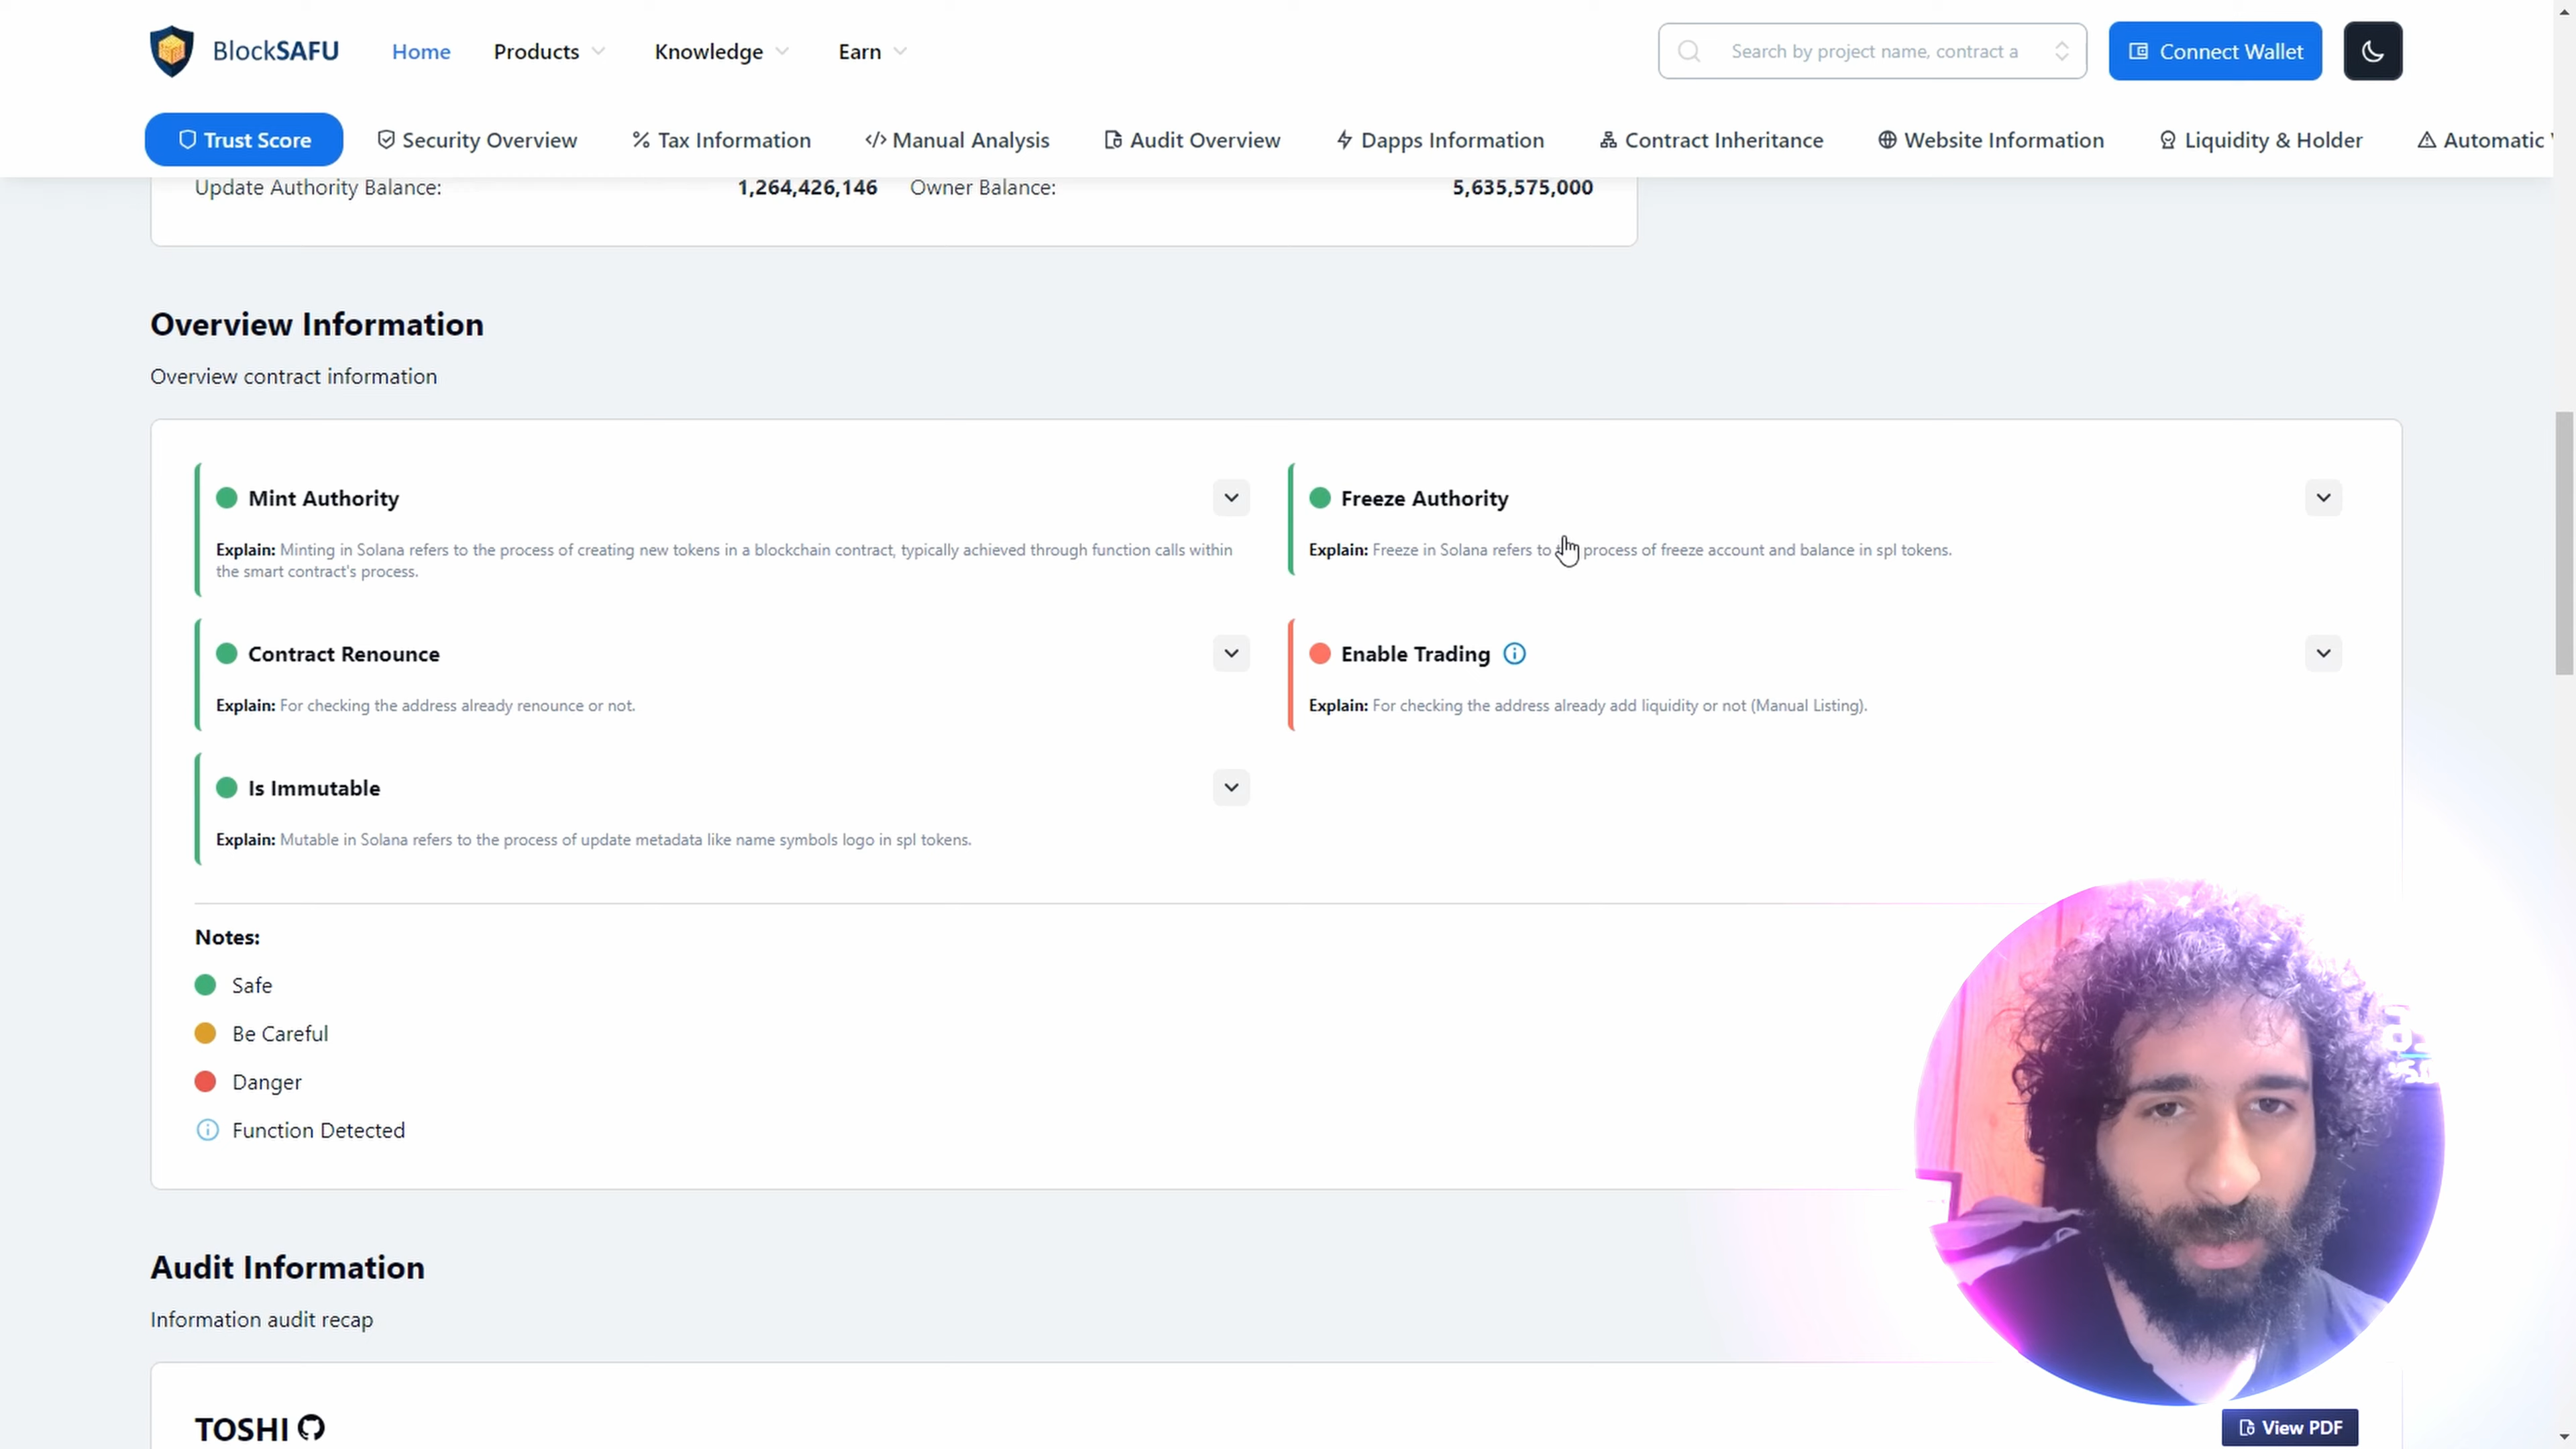 BlockSAFU
Home
Products
Knowledge
Earn
Search by project name, contract a
Connect Wallet
Trust Score
Security Overview
Tax Information
Manual Analysis
Audit Overview
Dapps Information
Contract Inheritance
Website Information
Liquidity & Holder
Automatic
Update Authority Balance: 1,264,426,146
Owner Balance: 5,635,575,000
Overview Information
Overview contract information
Mint Authority
Explain: Minting in Solana refers to the process of creating new tokens in a blockchain contract, typically achieved through function calls within
the smart contract's process.
Freeze Authority
Explain: Freeze in Solana refers to process of freeze account and balance in spl tokens.
Contract Renounce
Explain: For checking the address already renounce or not.
Enable Trading
Explain: For checking the address already add liquidity or not (Manual Listing).
Is Immutable
Explain: Mutable in Solana refers to the process of update metadata like name symbols logo in spl tokens.
Notes:
Safe
Be Careful
Danger
Function Detected
Audit Information
Information audit recap
TOSHI
View PDF